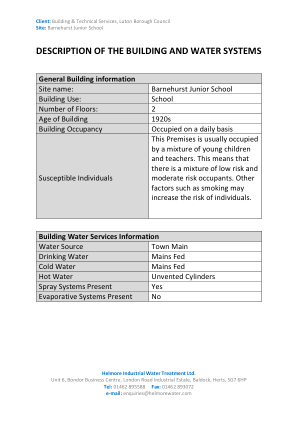 Client: Building & Technical Services, Luton Borough Council
Site: Barnehurst Junior School
DESCRIPTION OF THE BUILDING AND WATER SYSTEMS
General Building information
Site name: Barnehurst Junior School
Building Use: School
Number of Floors: 2
Age of Building 1920s
Building Occupancy Occupied on a daily basis
Susceptible Individuals
This Premises is usually occupied
by a mixture of young children
and teachers. This means that
there is a mixture of low risk and
moderate risk occupants. Other
factors such as smoking may
increase the risk of individuals.
Building Water Services Information
Water Source Town Main
Drinking Water Mains Fed
Cold Water Mains Fed
Hot Water Unvented Cylinders
Spray Systems Present Yes
Evaporative Systems Present No
Helmore Industrial Water Treatment Ltd.
Unit 6, Bondor Business Centre, London Road Industrial Estate, Baldock, Herts, SG7 6HP
Tel: 01462 895588 Fax: 01462 893872
e-mail: enquiries@helmorewater.com